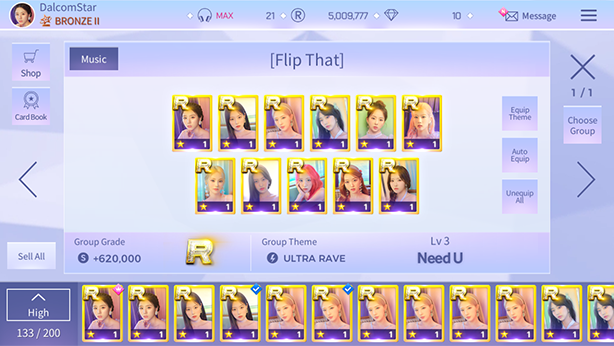 DalcomStar
BRONZE II
MAX
21
R
5,009,777
10
Message
Shop
Card Book
Music
[Flip That]
1 / 1
Choose
Group
Equip
Theme
Auto
Equip
Unequip
All
R 1 R 1 R 1 R 1 R 1 R 1
R 1 R 1 R 1 R 1 R 1
Sell All
Group Grade
S +620,000
R
Group Theme
ULTRA RAVE
Lv 3
Need U
High
133 / 200
R 1 R 1 R 1 R 1 R 1 R 1 R 1 R 1 R 1 R 1 R 1 R